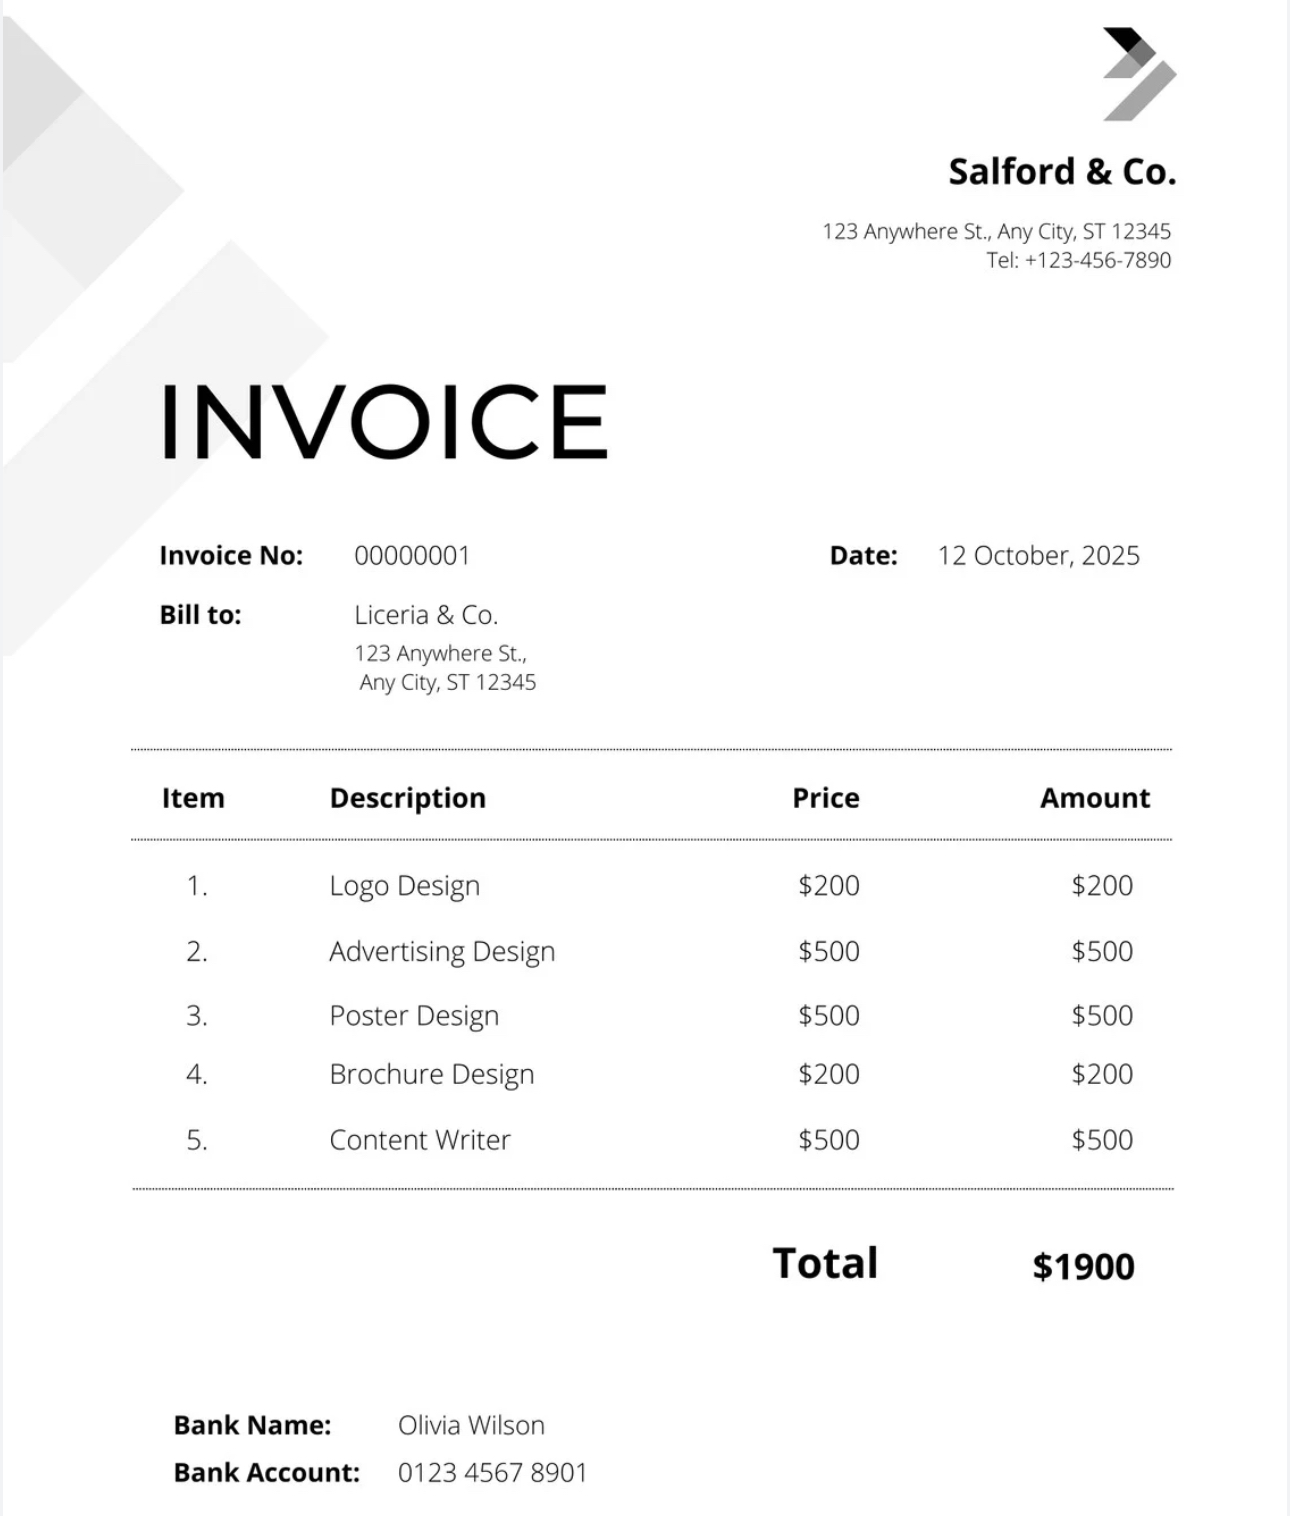 Salford & Co.
123 Anywhere St., Any City, ST 12345
Tel: +123-456-7890
INVOICE
Invoice No: 00000001 Date: 12 October, 2025
Bill to: Liceria & Co.
123 Anywhere St.,
Any City, ST 12345
Item Description Price Amount
1. Logo Design $200 $200
2. Advertising Design $500 $500
3. Poster Design $500 $500
4. Brochure Design $200 $200
5. Content Writer $500 $500
Total $1900
Bank Name: Olivia Wilson
Bank Account: 0123 4567 8901